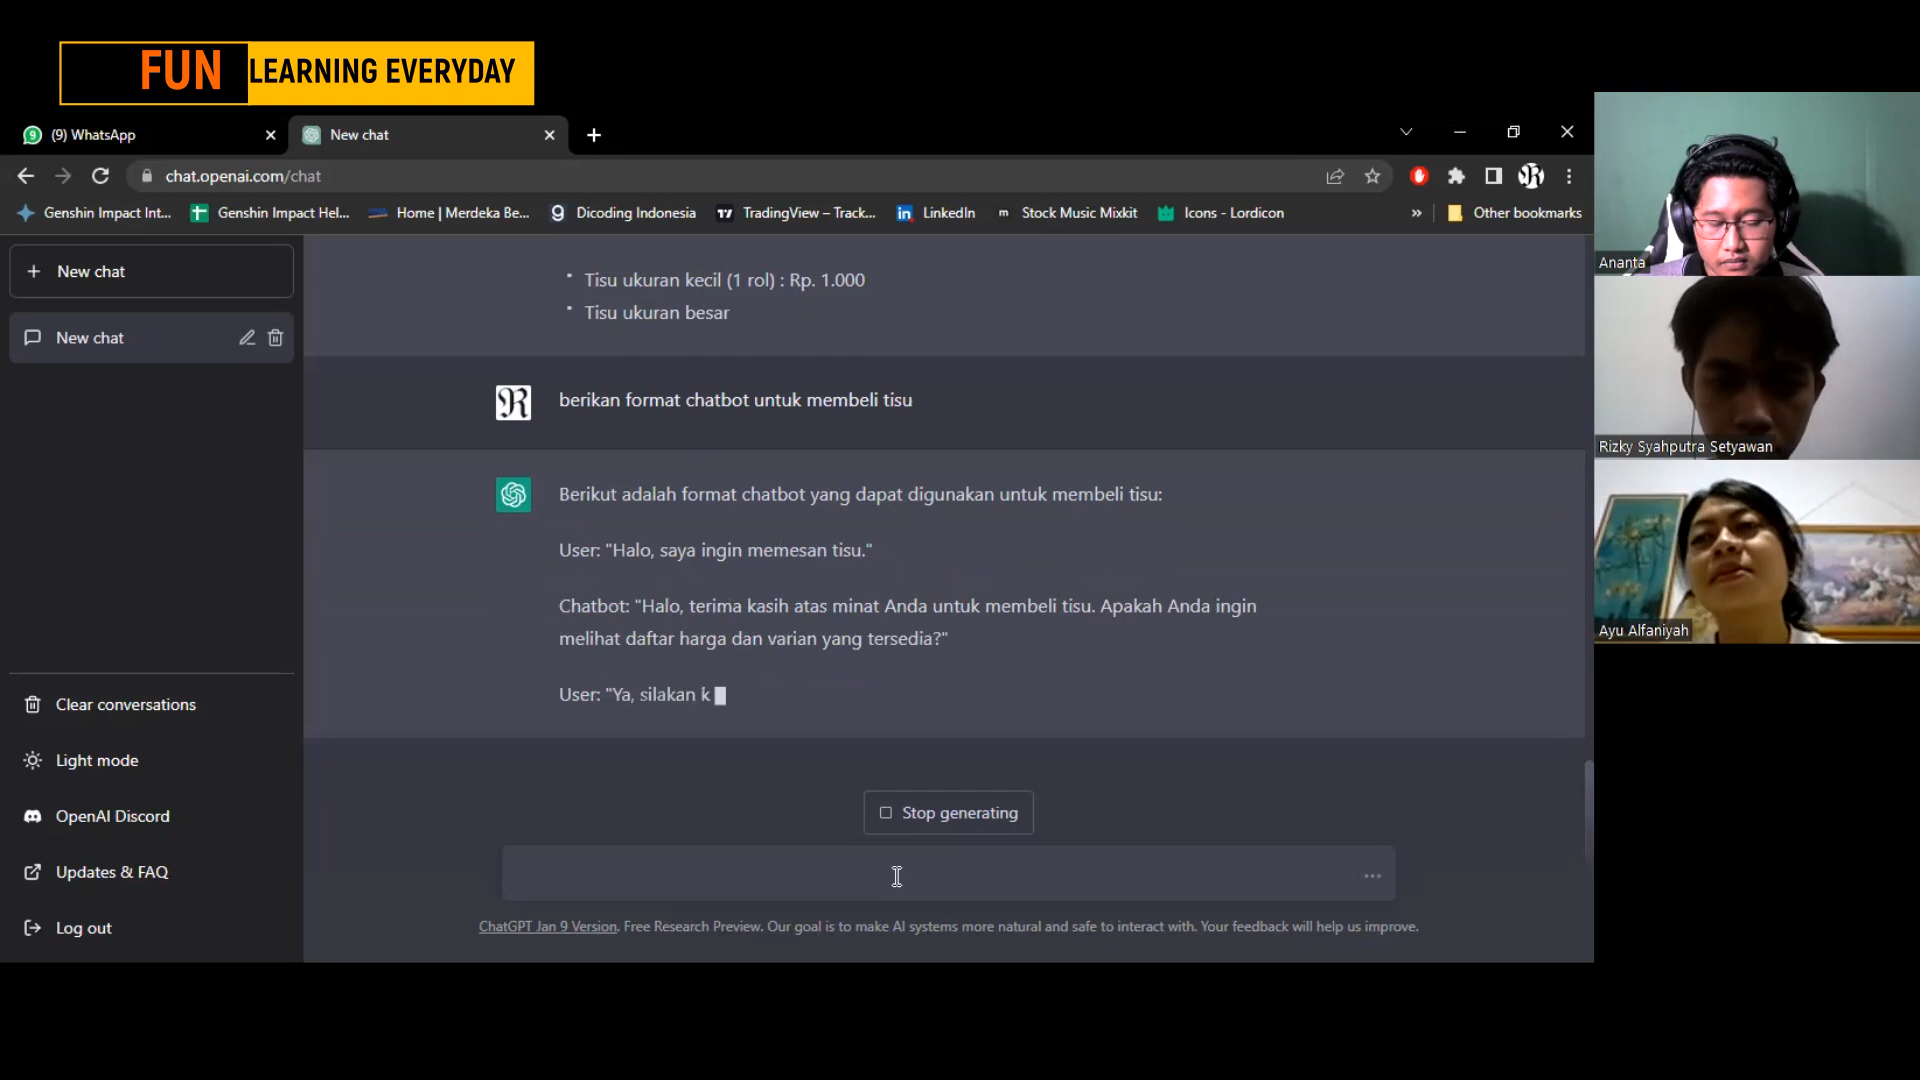 FUN LEARNING EVERYDAY
9 (9) WhatsApp
New chat
chat.openai.com/chat
Genshin Impact Int...
Genshin Impact Hel...
Home | Merdeka Be...
Dicoding Indonesia
TradingView – Track...
LinkedIn
m Stock Music Mixkit
Icons - Lordicon
»
Other bookmarks
+ New chat
New chat
Clear conversations
Light mode
OpenAI Discord
Updates & FAQ
Log out
• Tisu ukuran kecil (1 rol) : Rp. 1.000
• Tisu ukuran besar
berikan format chatbot untuk membeli tisu
Berikut adalah format chatbot yang dapat digunakan untuk membeli tisu:
User: "Halo, saya ingin memesan tisu."
Chatbot: "Halo, terima kasih atas minat Anda untuk membeli tisu. Apakah Anda ingin
melihat daftar harga dan varian yang tersedia?"
User: "Ya, silakan k
Stop generating
ChatGPT Jan 9 Version. Free Research Preview. Our goal is to make AI systems more natural and safe to interact with. Your feedback will help us improve.
Ananta
Rizky Syahputra Setyawan
Ayu Alfaniyah